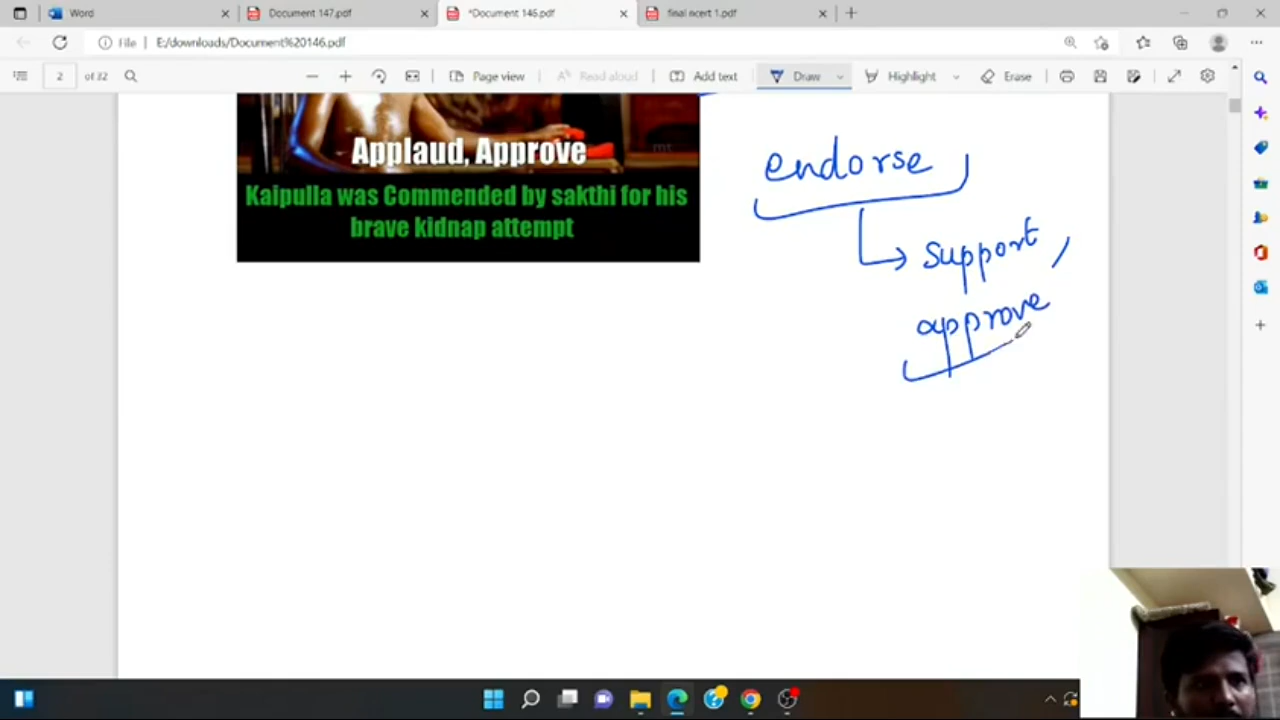 Word
Document 147.pdf
*Document 146.pdf
final ncert 1.pdf
File
E:/downloads/Document%20146.pdf
2 of 32
Page view
Read aloud
Add text
Draw
Highlight
Erase
Applaud, Approve
mt
Kaipulla was Commended by sakthi for his
brave kidnap attempt
endorse
support,
approve